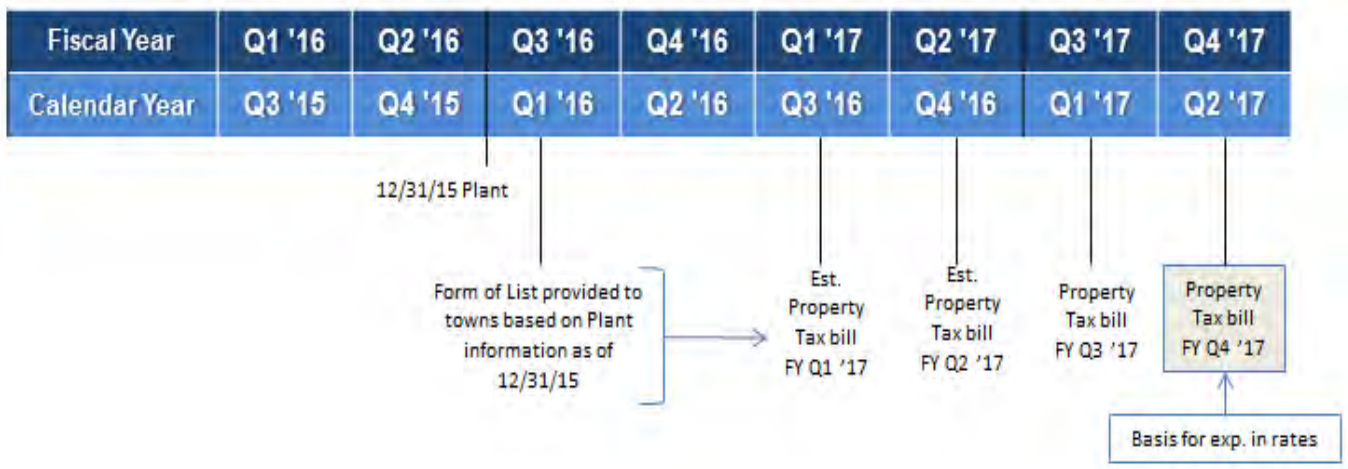 Fiscal Year Q1 '16 Q2 '16 Q3 '16 Q4 '16 Q1 '17 Q2 '17 Q3 '17 Q4 '17
Calendar Year Q3 '15 Q4 '15 Q1 '16 Q2 '16 Q3 '16 Q4 '16 Q1 '17 Q2 '17
12/31/15 Plant
Form of List provided to
towns based on Plant
information as of
12/31/15
Est.
Property
Tax bill
FY Q1 '17
Est.
Property
Tax bill
FY Q2 '17
Property
Tax bill
FY Q3 '17
Property
Tax bill
FY Q4 '17
Basis for exp. in rates